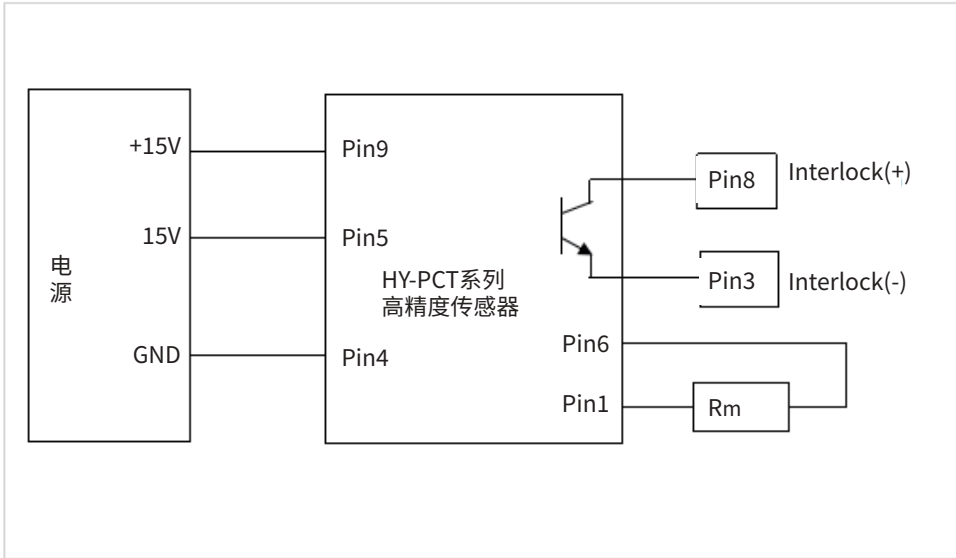 +15V
Pin9
Pin8
Interlock(+)
15V
Pin5
电
源
HY-PCT系列
高精度传感器
Pin3
Interlock(-)
GND
Pin4
Pin6
Pin1
Rm